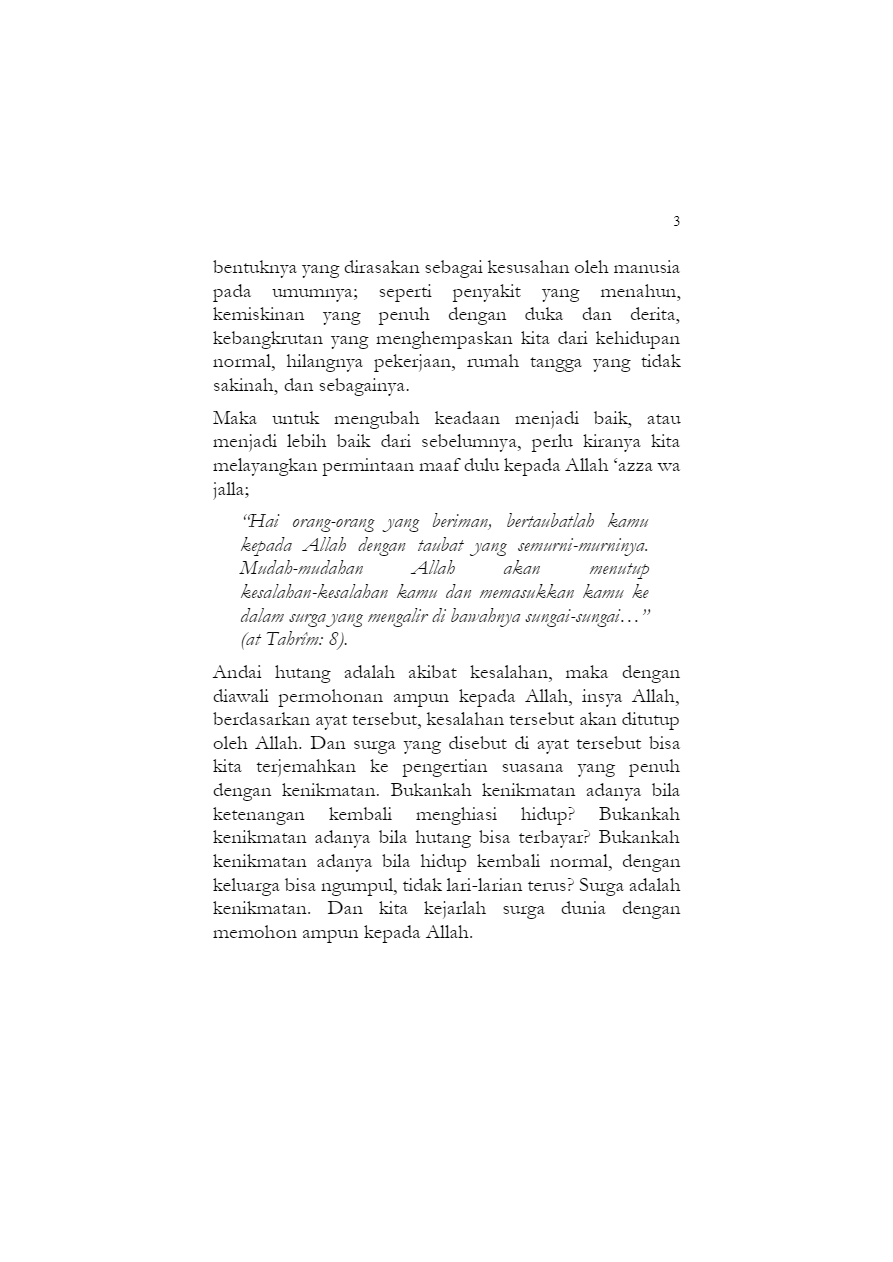 3
bentuknya yang dirasakan sebagai kesusahan oleh manusia
pada umumnya; seperti penyakit yang menahun,
kemiskinan yang penuh dengan duka dan derita,
kebangkrutan yang menghempaskan kita dari kehidupan
normal, hilangnya pekerjaan, rumah tangga yang tidak
sakinah, dan sebagainya.
Maka untuk mengubah keadaan menjadi baik, atau
menjadi lebih baik dari sebelumnya, perlu kiranya kita
melayangkan permintaan maaf dulu kepada Allah ‘azza wa
jalla;
“Hai orang-orang yang beriman, bertaubatlah kamu
kepada Allah dengan taubat yang semurni-murninya.
Mudah-mudahan Allah akan menutup
kesalahan-kesalahan kamu dan memasukkan kamu ke
dalam surga yang mengalir di bawahnya sungai-sungai…”
(at Tahrîm: 8).
Andai hutang adalah akibat kesalahan, maka dengan
diawali permohonan ampun kepada Allah, insya Allah,
berdasarkan ayat tersebut, kesalahan tersebut akan ditutup
oleh Allah. Dan surga yang disebut di ayat tersebut bisa
kita terjemahkan ke pengertian suasana yang penuh
dengan kenikmatan. Bukankah kenikmatan adanya bila
ketenangan kembali menghiasi hidup? Bukankah
kenikmatan adanya bila hutang bisa terbayar? Bukankah
kenikmatan adanya bila hidup kembali normal, dengan
keluarga bisa ngumpul, tidak lari-larian terus? Surga adalah
kenikmatan. Dan kita kejarlah surga dunia dengan
memohon ampun kepada Allah.